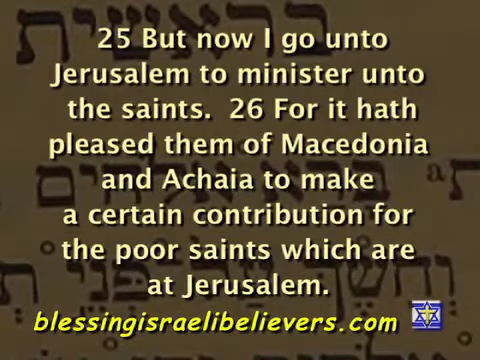 25 But now I go unto
Jerusalem to minister unto
the saints.  26 For it hath
pleased them of Macedonia
and Achaia to make
a certain contribution for
the poor saints which are
at Jerusalem.
blessingisraelibelievers.com